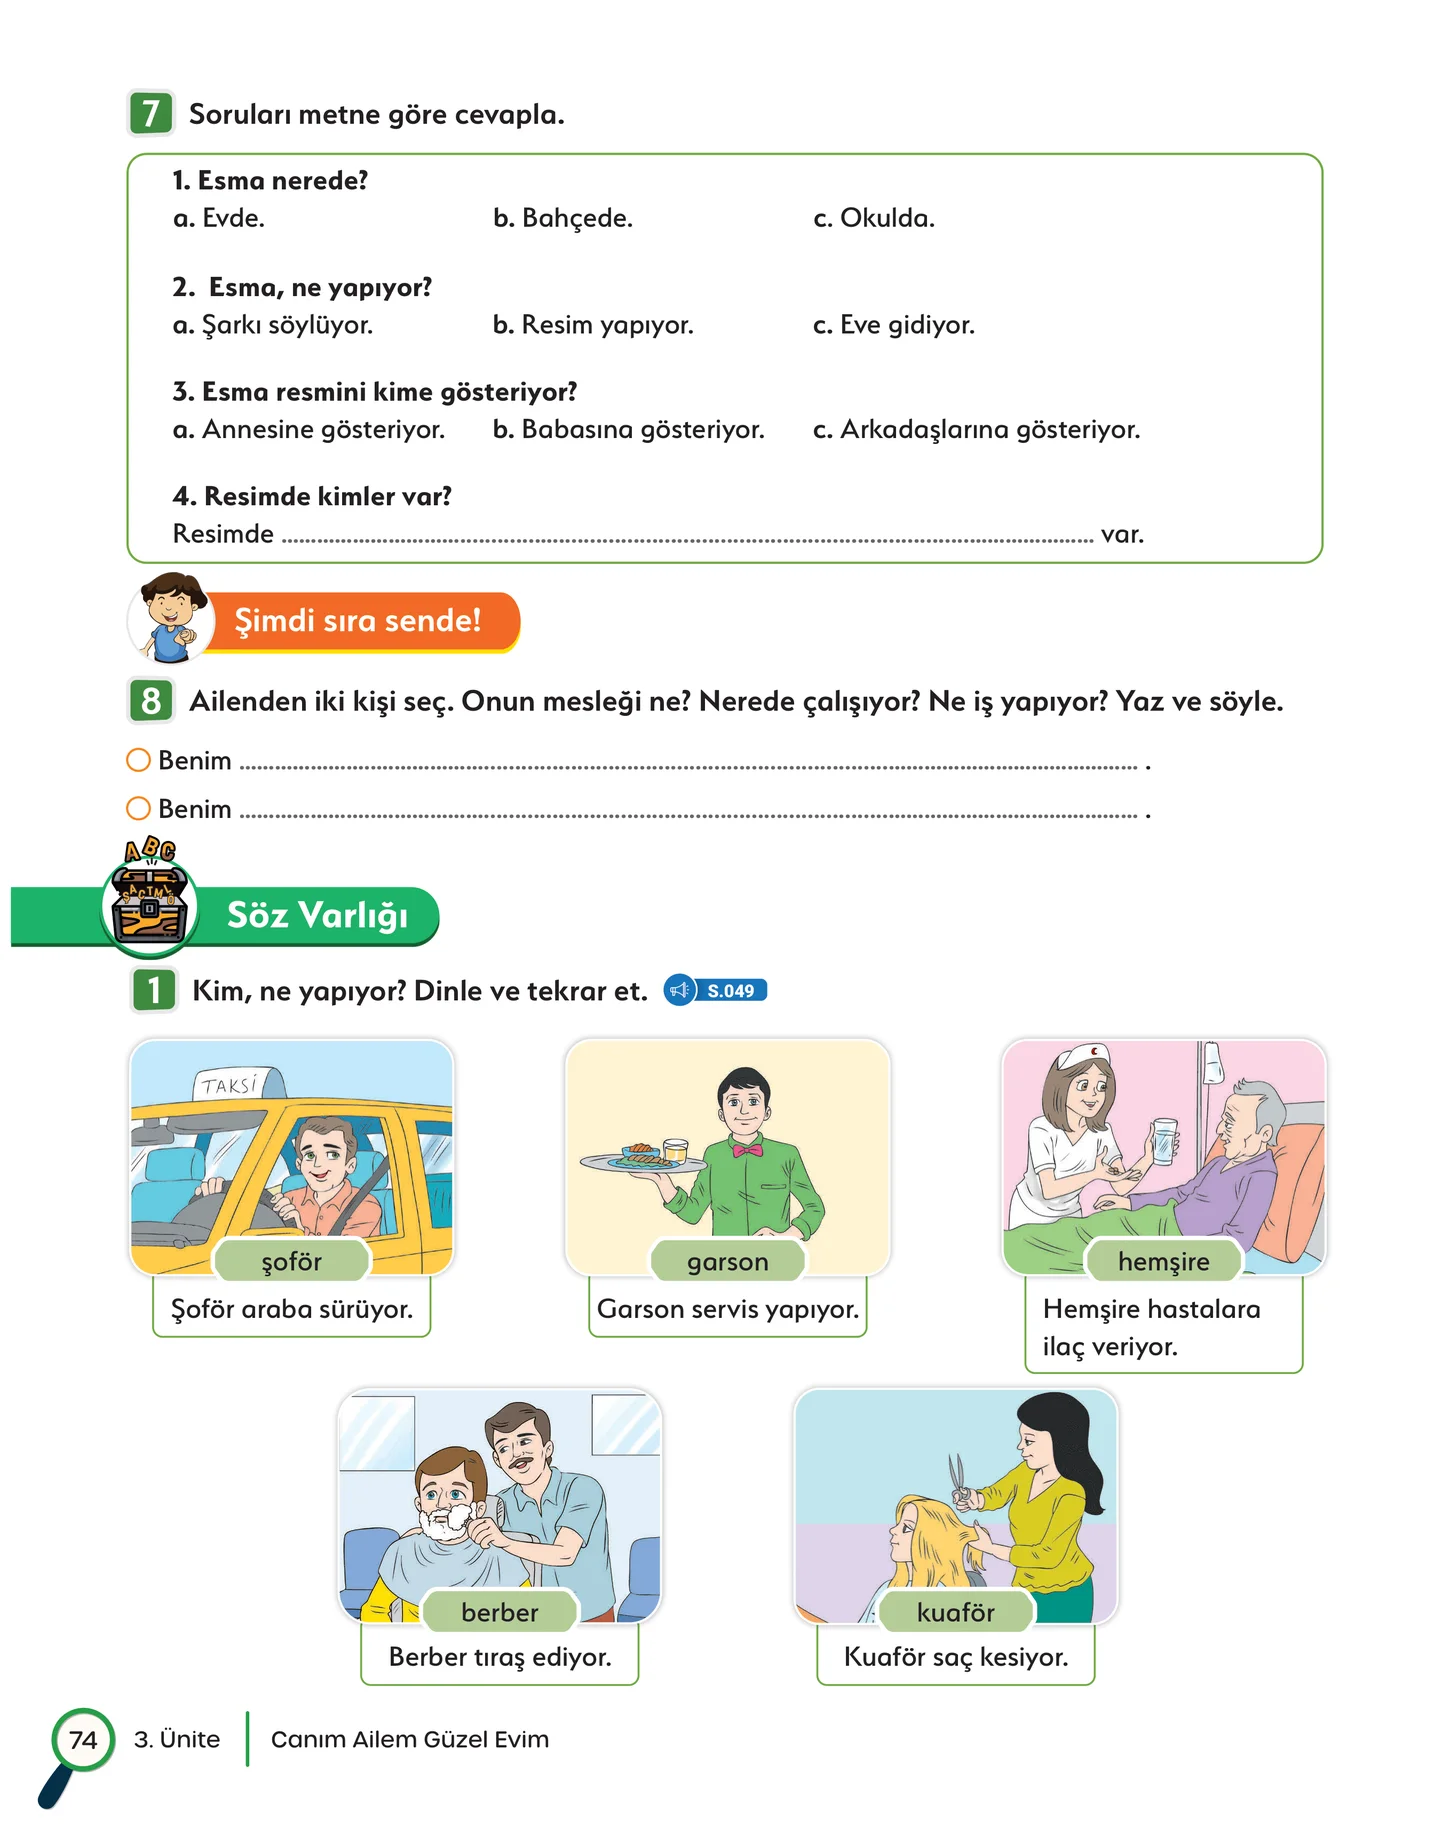 7 Soruları metne göre cevapla.
1. Esma nerede?
a. Evde. b. Bahçede. c. Okulda.
2. Esma, ne yapıyor?
a. Şarkı söylüyor. b. Resim yapıyor. c. Eve gidiyor.
3. Esma resmini kime gösteriyor?
a. Annesine gösteriyor. b. Babasına gösteriyor. c. Arkadaşlarına gösteriyor.
4. Resimde kimler var?
Resimde ........................................ var.
Şimdi sıra sende!
8 Ailenden iki kişi seç. Onun mesleği ne? Nerede çalışıyor? Ne iş yapıyor? Yaz ve söyle.
Benim ........................................ .
Benim ........................................ .
ABC
Söz Varlığı
1 Kim, ne yapıyor? Dinle ve tekrar et. S.049
TAKSİ
şoför garson hemşire
Şoför araba sürüyor. Garson servis yapıyor. Hemşire hastalara
ilaç veriyor.
berber kuaför
Berber tıraş ediyor. Kuaför saç kesiyor.
74 3. Ünite Canım Ailem Güzel Evim